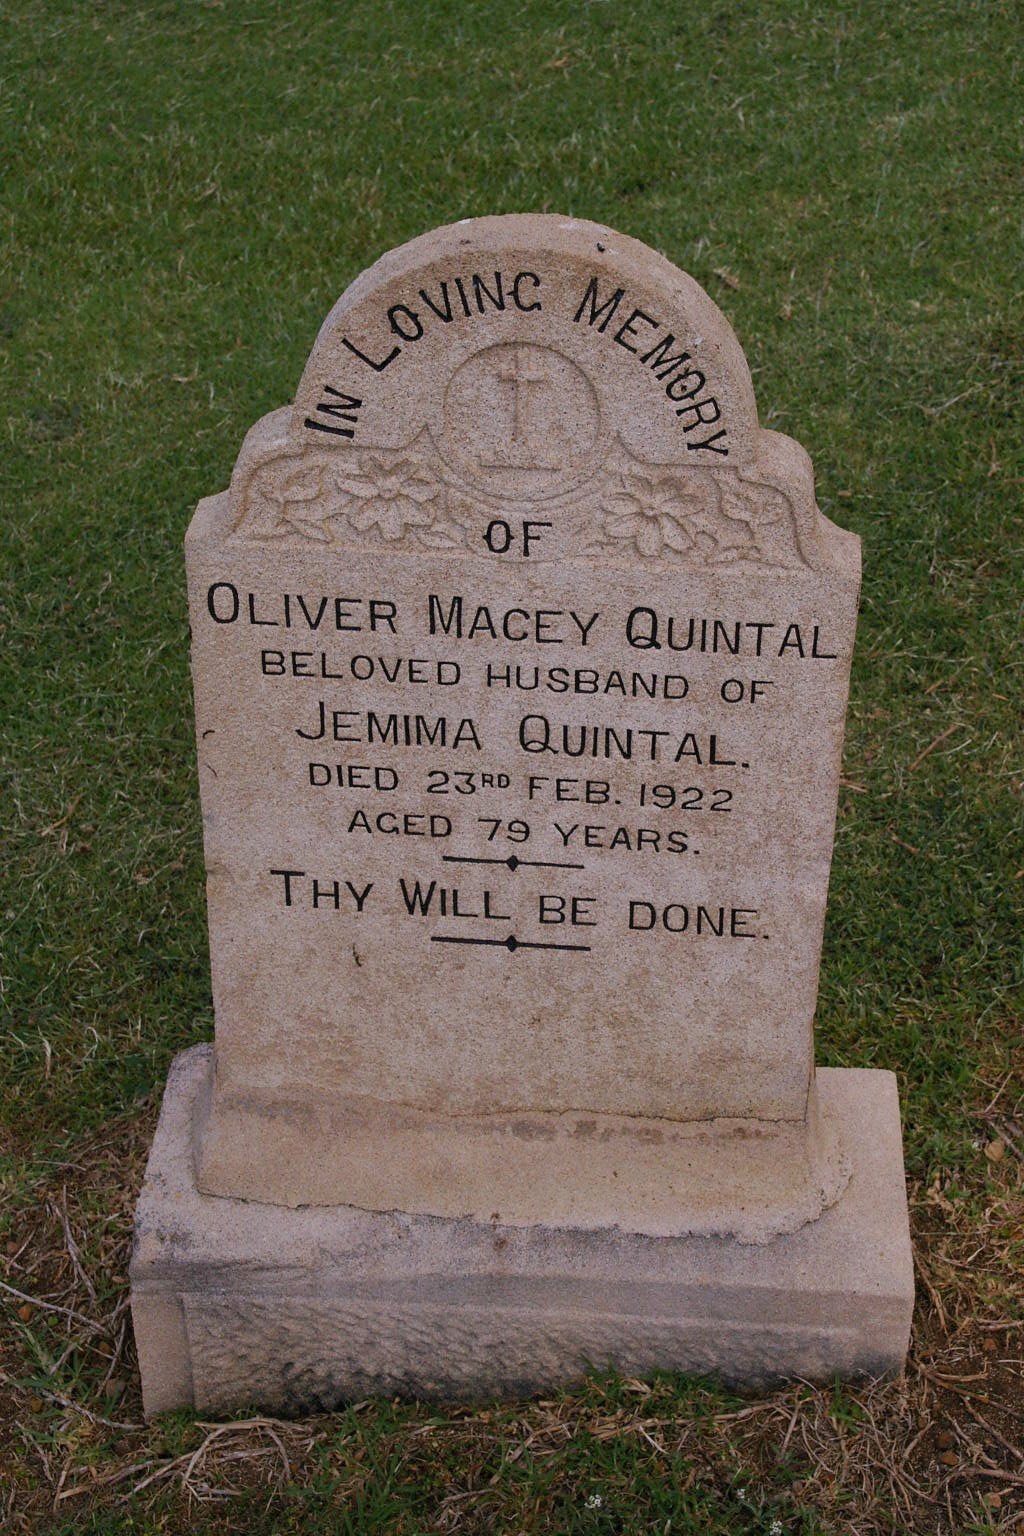 IN LOVING MEMORY
OF
OLIVER MACEY QUINTAL
BELOVED HUSBAND OF
JEMIMA QUINTAL.
DIED 23RD FEB. 1922
AGED 79 YEARS.
THY WILL BE DONE.